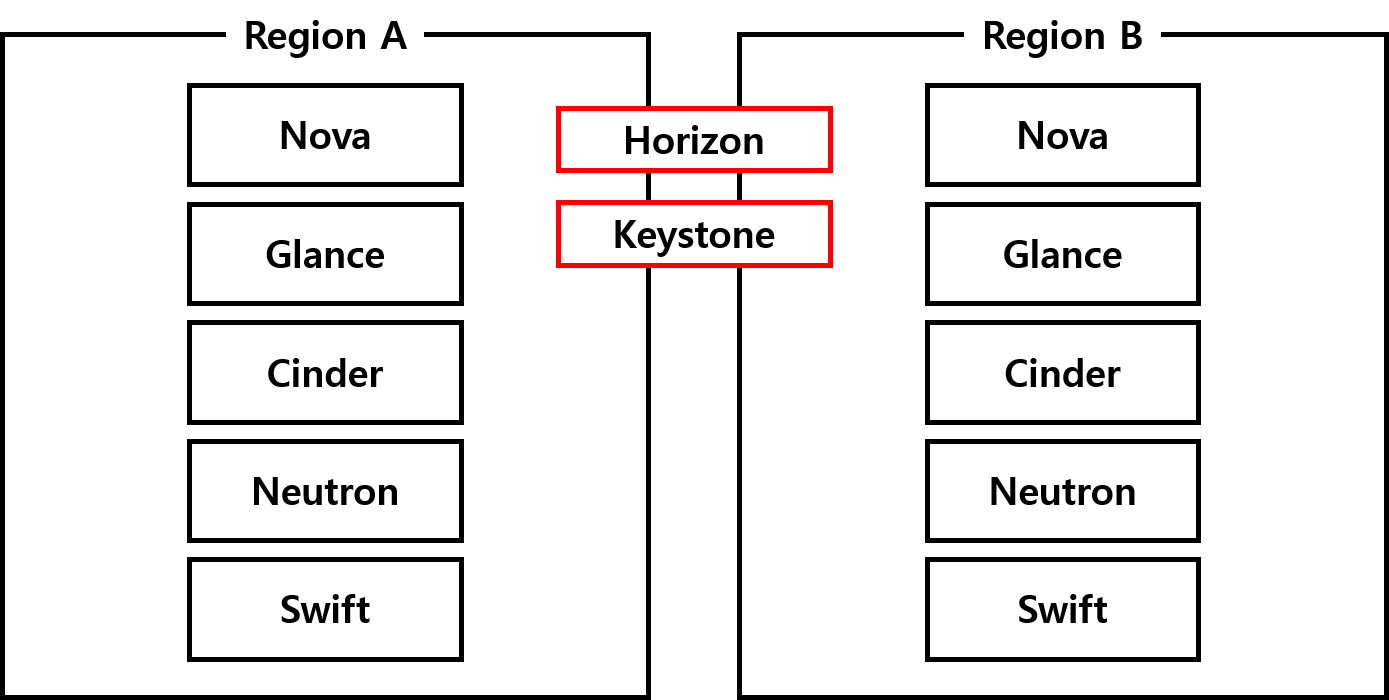 Region A
Nova
Glance
Cinder
Neutron
Swift
Horizon
Keystone
Region B
Nova
Glance
Cinder
Neutron
Swift